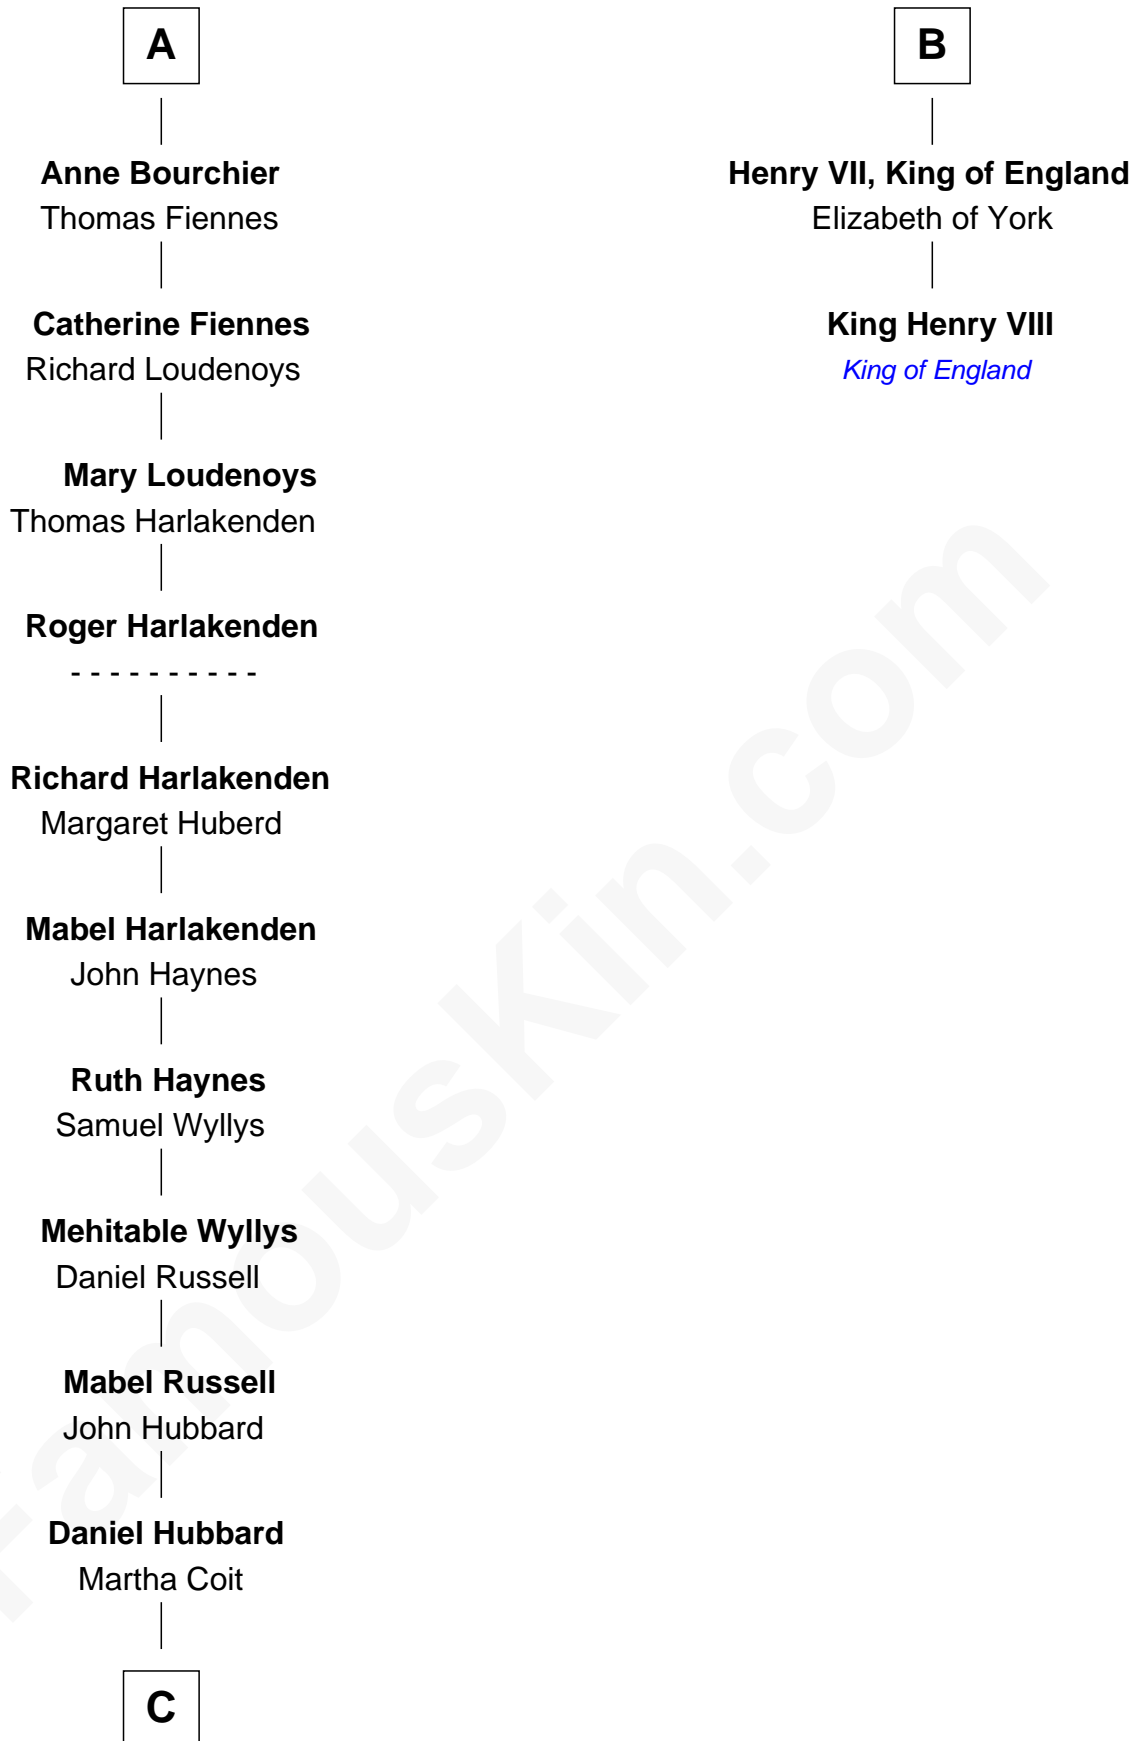 A
Anne Bourchier
Thomas Fiennes
Catherine Fiennes
Richard Loudenoys
Mary Loudenoys
Thomas Harlakenden
Roger Harlakenden
- - - - - - - - - -
Richard Harlakenden
Margaret Huberd
Mabel Harlakenden
John Haynes
Ruth Haynes
Samuel Wyllys
Mehitable Wyllys
Daniel Russell
Mabel Russell
John Hubbard
Daniel Hubbard
Martha Coit
C
B
Henry VII, King of England
Elizabeth of York
King Henry VIII
King of England
FamousKin.com